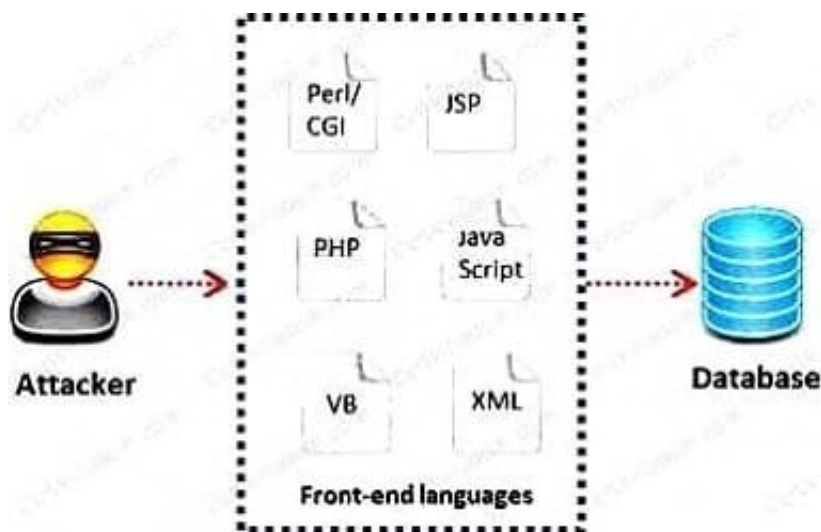 Perl/
CGI
JSP
PHP
Java
Script
Attacker
Database
VB
XML
Front-end languages